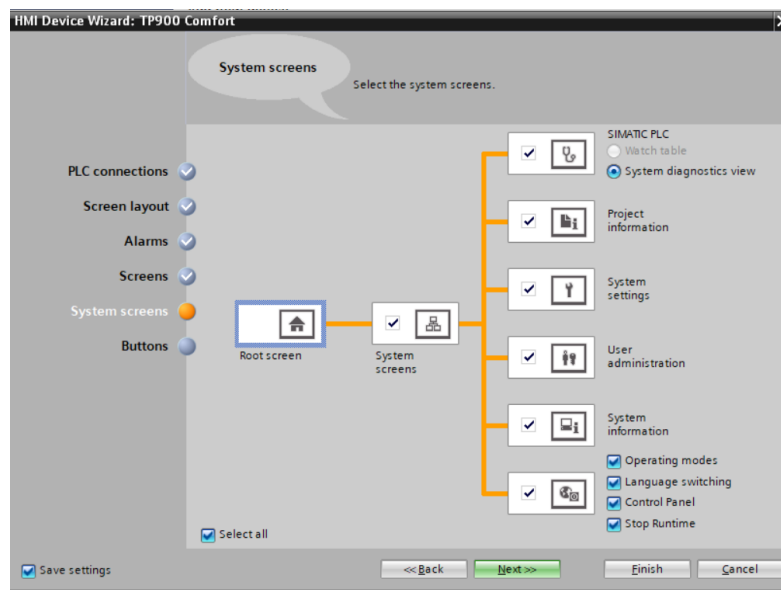 HMI Device Wizard: TP900 Comfort
System screens
Select the system screens.
PLC connections
Screen layout
Alarms
Screens
System screens
Buttons
Root screen
System
screens
SIMATIC PLC
Watch table
System diagnostics view
Project
information
System
settings
User
administration
System
information
Operating modes
Language switching
Control Panel
Stop Runtime
Select all
Save settings
<< Back
Next >>
Finish
Cancel